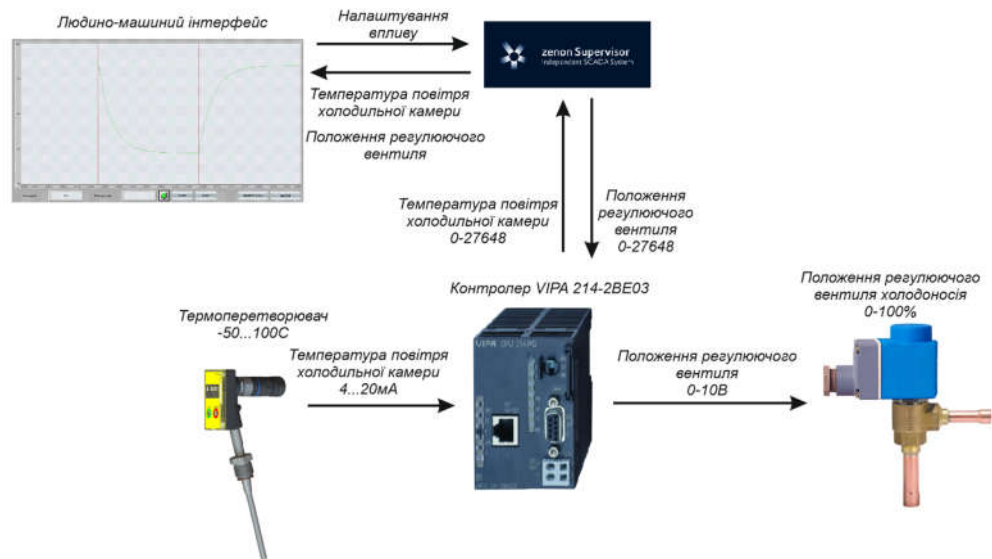 Людино-машиний інтерфейс
Налаштування
впливу
zenon Supervisor
Independent SCADA System
Температура повітря
холодильної камери
Положення регулюючого
вентиля
Температура повітря
холодильної камери
0-27648
Положення
регулюючого
вентиля
0-27648
Контролер VIPA 214-2BE03
Положення регулюючого
вентиля холодоносія
0-100%
Термоперетворювач
-50...100С
Температура повітря
холодильної камери
4...20мА
VIPA
Положення регулюючого
вентиля
0-10В